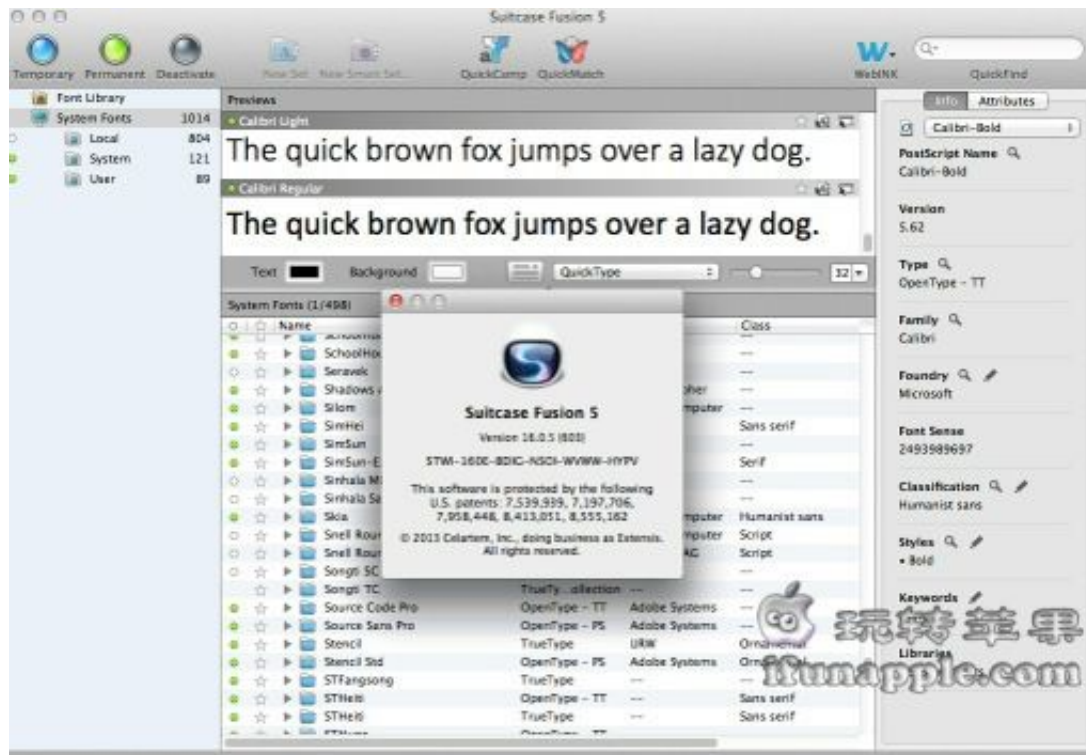 Suitcase Fusion 5
Temporary Permanent Deactivate New Set New Smart Set... QuickComp QuickMatch WebINK QuickFind
Font Library
System Fonts 1014
Local 804
System 121
User 89
Previews
Calibri Light
The quick brown fox jumps over a lazy dog.
Calibri Regular
The quick brown fox jumps over a lazy dog.
Text Background QuickType 32
System Fonts (1/498)
Name Class
SchoolHou
Seravek
Shadows
Silom
SimHei Sans serif
SimSun
SimSun-E Serif
Sinhala M
Sinhala Sa
Skia Humanist sans
Snell Roun Script
Snell Roun Script
Songti SC
Songti TC TrueTy...ollection ---
Source Code Pro OpenType - TT Adobe Systems ---
Source Sans Pro OpenType - PS Adobe Systems ---
Stencil TrueType URW Ornamental
Stencil Std OpenType - PS Adobe Systems
STFangsong TrueType --- ---
STHeiti OpenType - TT --- Sans serif
STHeiti TrueType --- Sans serif
Suitcase Fusion 5
Version 16.0.5 (603)
This software is protected by the following
U.S. patents: 7,539,939, 7,197,706,
7,958,448, 8,413,051, 8,555,162
© 2013 Celartem, Inc., doing business as Extensis.
All rights reserved.
Info Attributes
Calibri-Bold
PostScript Name
Calibri-Bold
Version
5.62
Type
OpenType - TT
Family
Calibri
Foundry
Microsoft
Font Sense
2493989697
Classification
Humanist sans
Styles
• Bold
Keywords
Libraries
玩转苹果
ifunapple.com